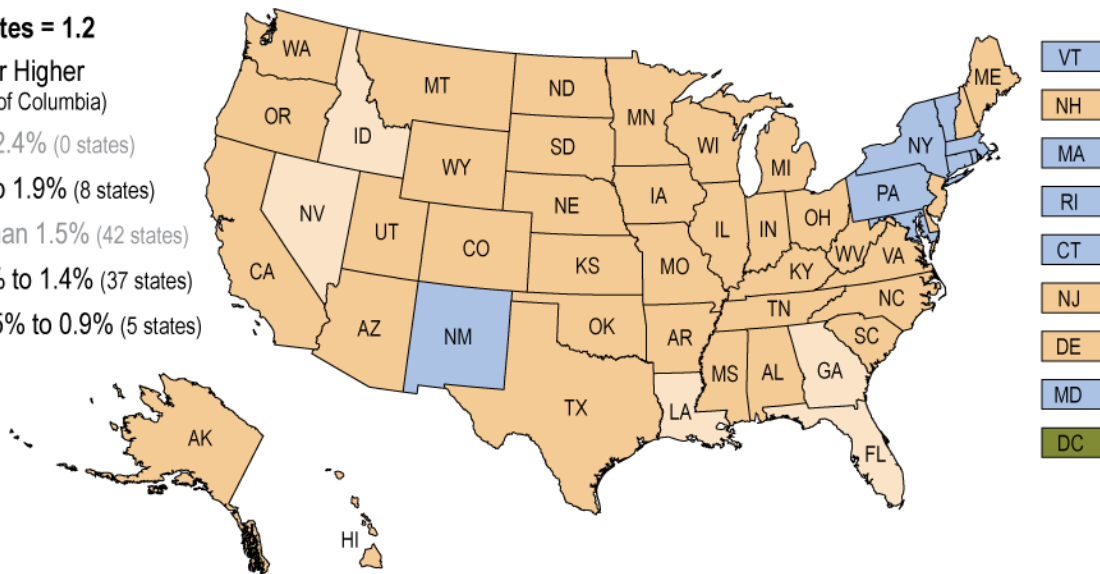 tes = 1.2
r Higher
of Columbia)
2.4% (0 states)
o 1.9% (8 states)
han 1.5% (42 states)
% to 1.4% (37 states)
5% to 0.9% (5 states)
WA
OR
ID
MT
ND
MN
SD
WY
NV
CA
UT
CO
AZ
NM
NE
KS
OK
TX
IA
MO
AR
LA
WI
IL
MI
IN
OH
KY
TN
MS
AL
GA
FL
SC
NC
VA
WV
PA
NY
ME
AK
HI
VT
NH
MA
RI
CT
NJ
DE
MD
DC